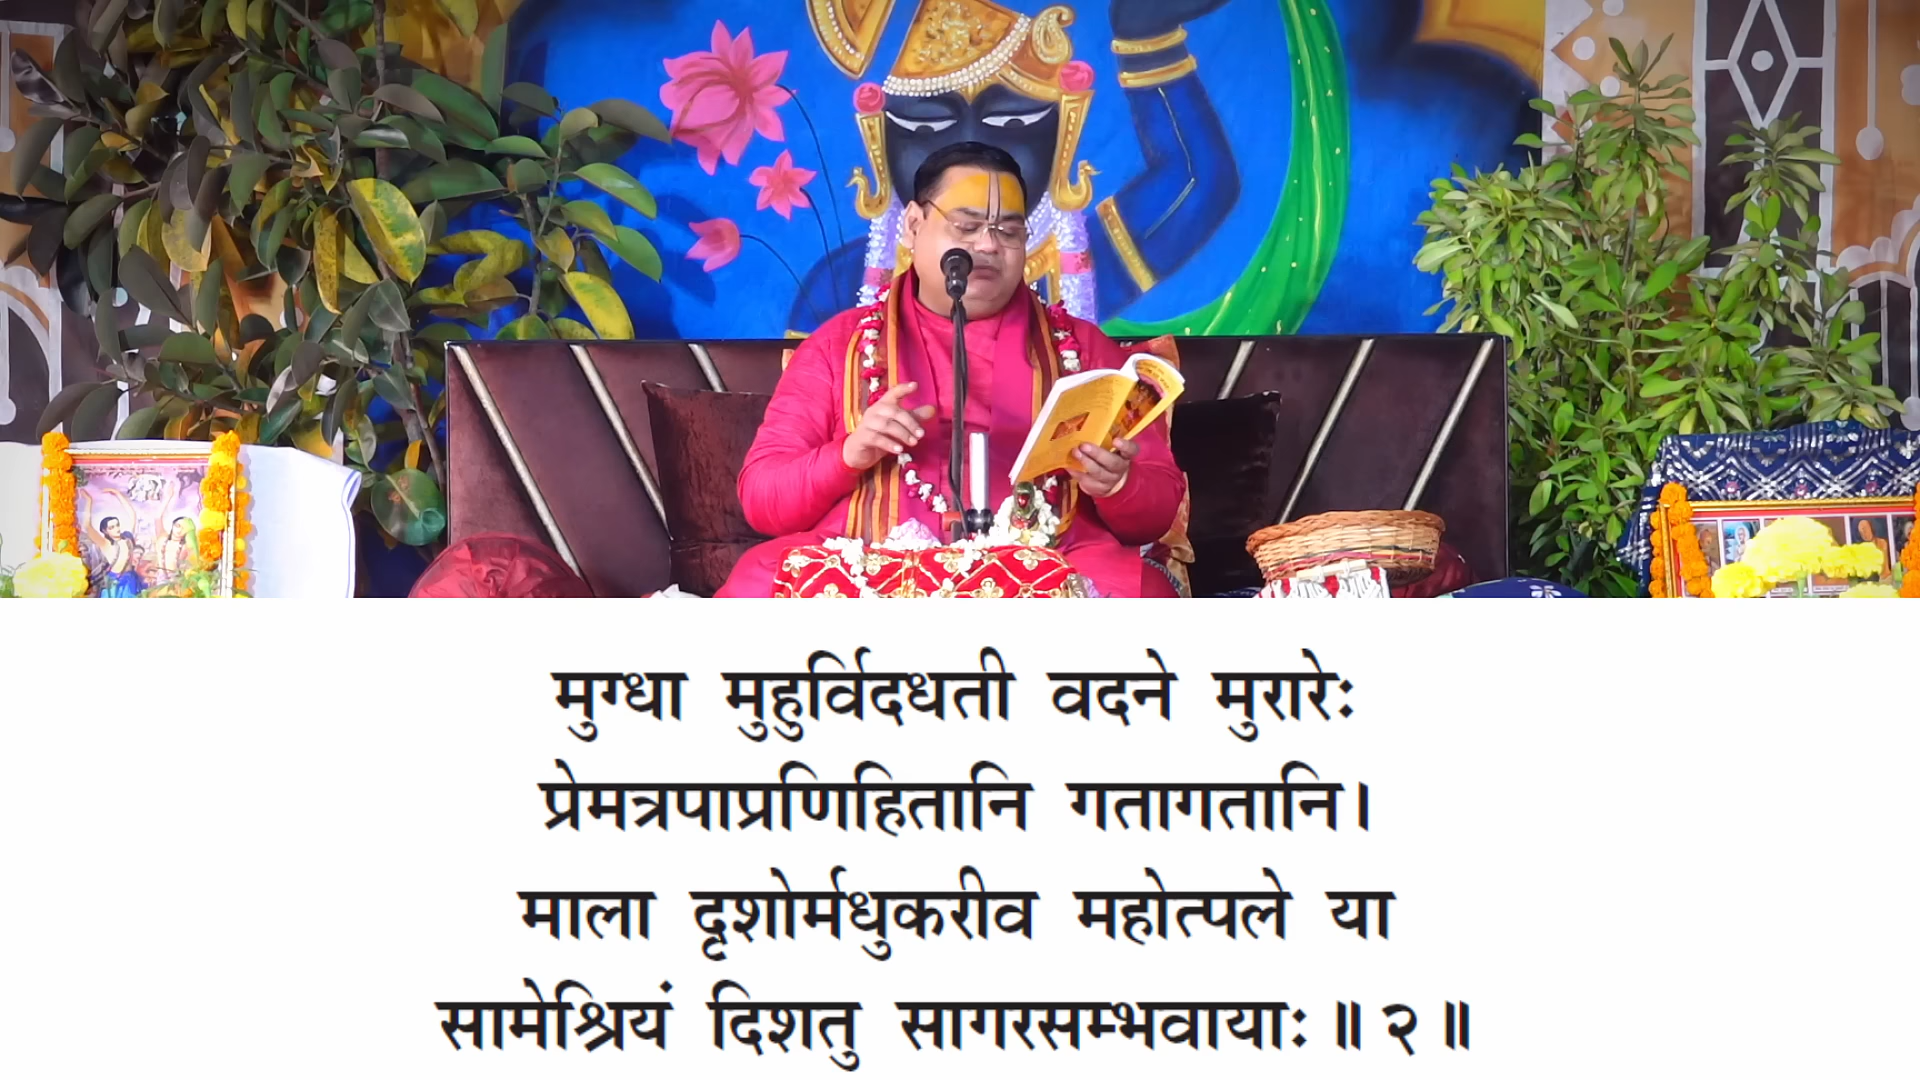 मुग्धा मुहुर्विदधती वदने मुरारेः
प्रेमत्रपाप्रणिहितानि गतागतानि।
माला दृशोर्मधुकरीव महोत्पले या
सामेश्रियं दिशतु सागरसम्भवायाः॥२॥